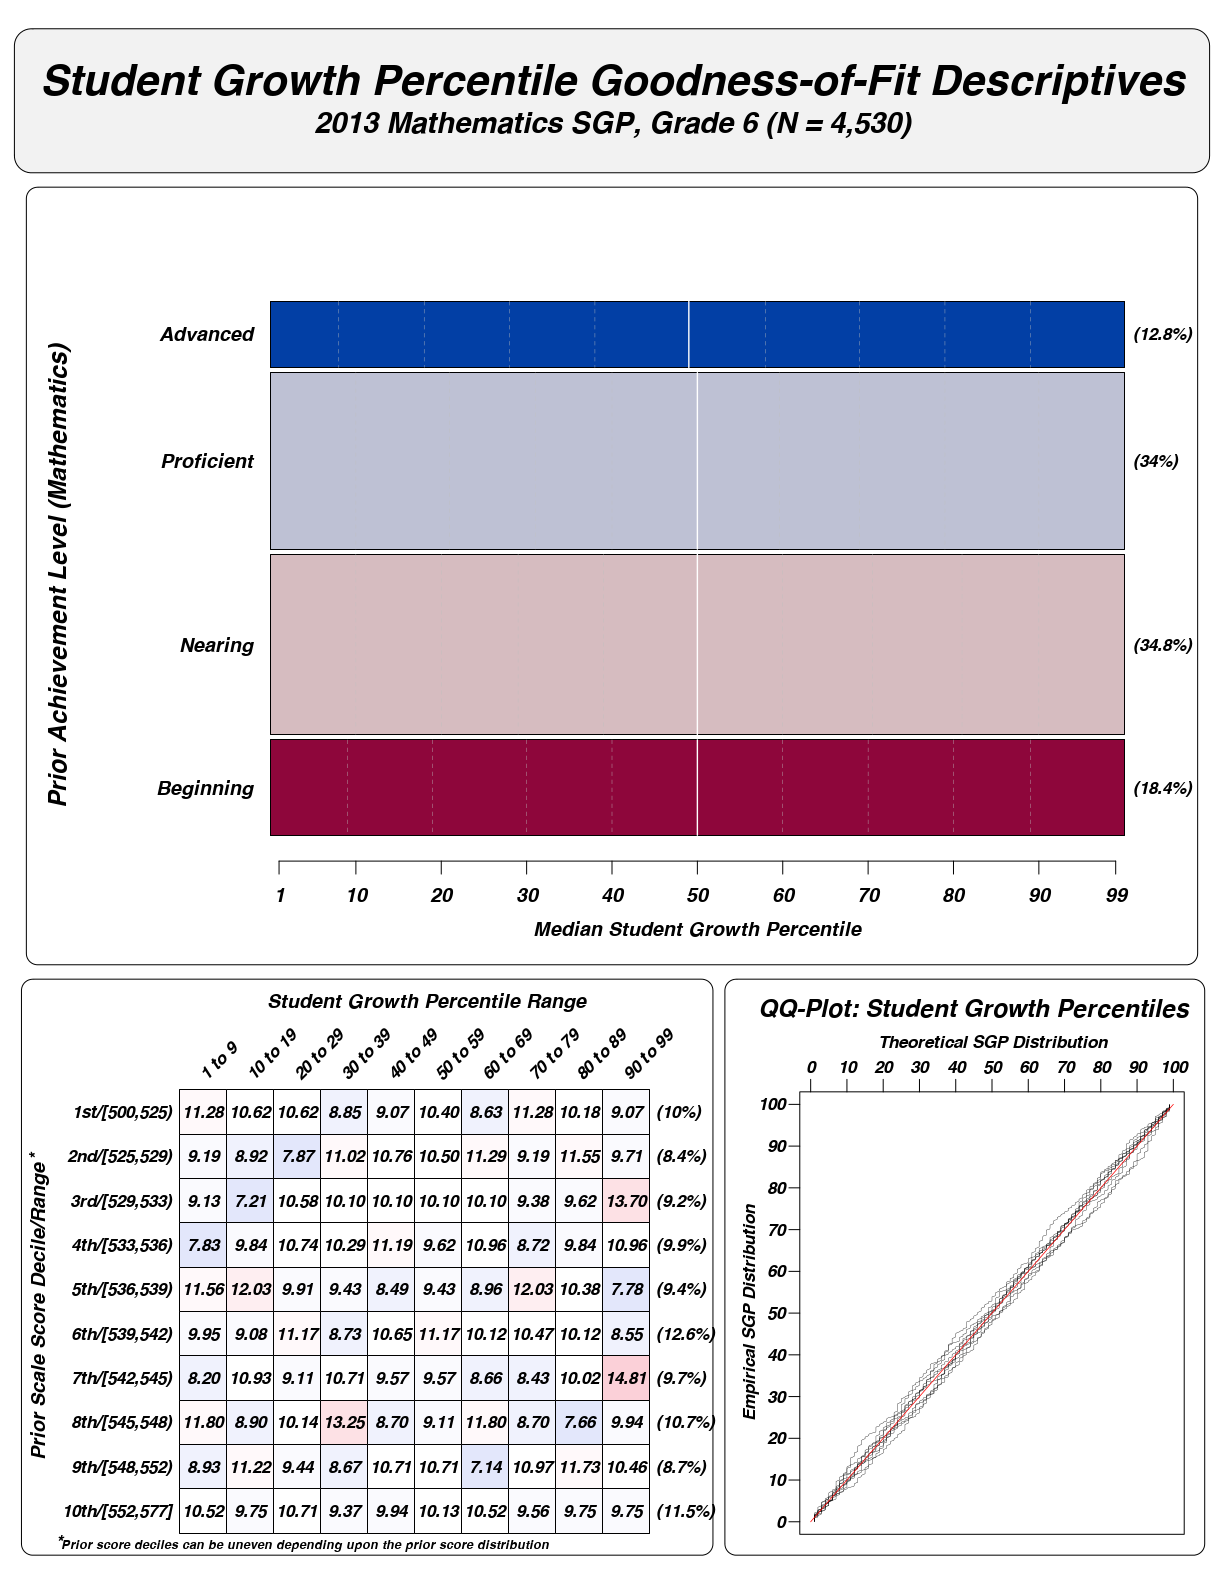 Student Growth Percentile Goodness-of-Fit Descriptives
2013 Mathematics SGP, Grade 6 (N = 4,530)
Prior Achievement Level (Mathematics)
Advanced (12.8%)
Proficient (34%)
Nearing (34.8%)
Beginning (18.4%)
1 10 20 30 40 50 60 70 80 90 99
Median Student Growth Percentile
Student Growth Percentile Range
1 to 9 10 to 19 20 to 29 30 to 39 40 to 49 50 to 59 60 to 69 70 to 79 80 to 89 90 to 99
Prior Scale Score Decile/Range*
1st/[500,525) 11.28 10.62 10.62 8.85 9.07 10.40 8.63 11.28 10.18 9.07 (10%)
2nd/[525,529) 9.19 8.92 7.87 11.02 10.76 10.50 11.29 9.19 11.55 9.71 (8.4%)
3rd/[529,533) 9.13 7.21 10.58 10.10 10.10 10.10 10.10 9.38 9.62 13.70 (9.2%)
4th/[533,536) 7.83 9.84 10.74 10.29 11.19 9.62 10.96 8.72 9.84 10.96 (9.9%)
5th/[536,539) 11.56 12.03 9.91 9.43 8.49 9.43 8.96 12.03 10.38 7.78 (9.4%)
6th/[539,542) 9.95 9.08 11.17 8.73 10.65 11.17 10.12 10.47 10.12 8.55 (12.6%)
7th/[542,545) 8.20 10.93 9.11 10.71 9.57 9.57 8.66 8.43 10.02 14.81 (9.7%)
8th/[545,548) 11.80 8.90 10.14 13.25 8.70 9.11 11.80 8.70 7.66 9.94 (10.7%)
9th/[548,552) 8.93 11.22 9.44 8.67 10.71 10.71 7.14 10.97 11.73 10.46 (8.7%)
10th/[552,577] 10.52 9.75 10.71 9.37 9.94 10.13 10.52 9.56 9.75 9.75 (11.5%)
*Prior score deciles can be uneven depending upon the prior score distribution
QQ-Plot: Student Growth Percentiles
Theoretical SGP Distribution
0 10 20 30 40 50 60 70 80 90 100
Empirical SGP Distribution
100
90
80
70
60
50
40
30
20
10
0